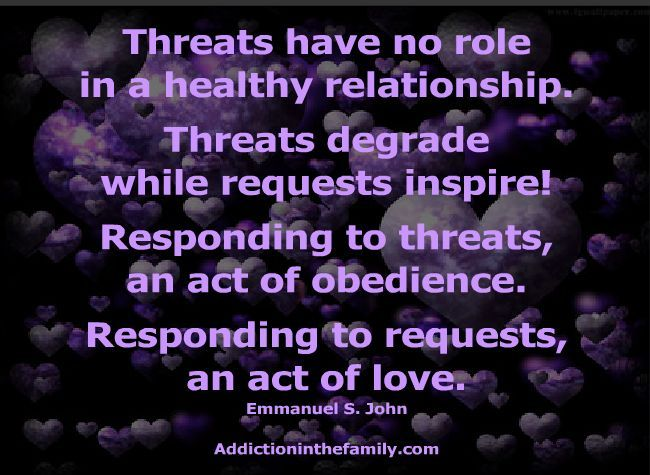 Threats have no role
in a healthy relationship.
Threats degrade
while requests inspire!
Responding to threats,
an act of obedience.
Responding to requests,
an act of love.
Emmanuel S. John
Addictioninthefamily.com